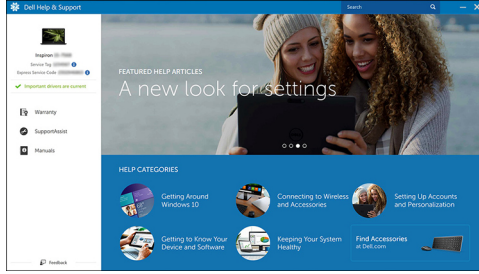 Dell Help & Support
Search
Inspiron
Service Tag
Express Service Code
Important drivers are current
Warranty
SupportAssist
Manuals
Feedback
FEATURED HELP ARTICLES
A new look for settings
HELP CATEGORIES
Getting Around
Windows 10
Connecting to Wireless
and Accessories
Setting Up Accounts
and Personalization
Getting to Know Your
Device and Software
Keeping Your System
Healthy
Find Accessories
at Dell.com